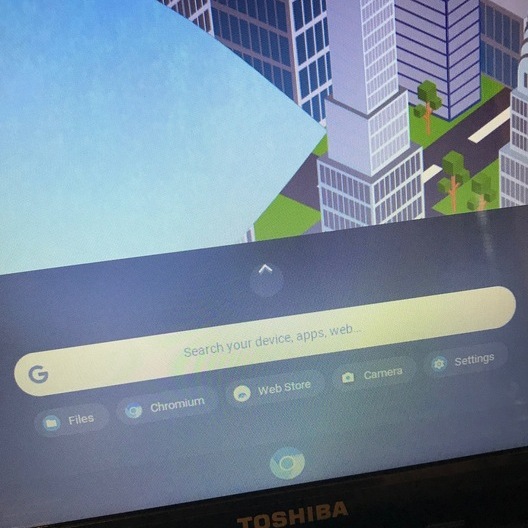 G
Search your device, apps, web...
Files
Chromium
Web Store
Camera
Settings
TOSHIBA